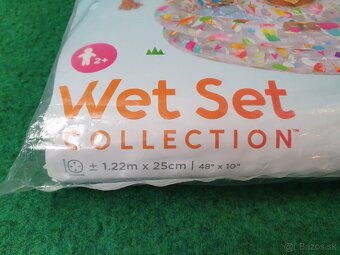 2+
Wet Set
COLLECTION™
± 1.22m x 25cm | 48" x 10"
Bazos.sk